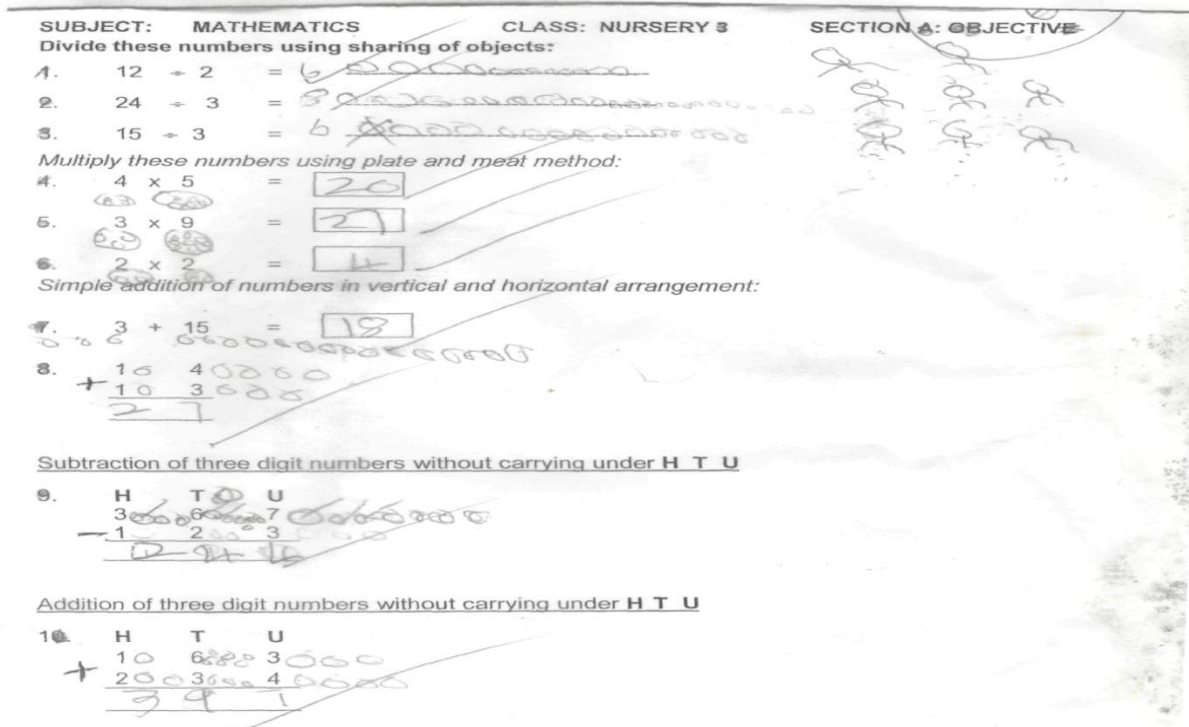 SUBJECT: MATHEMATICS CLASS: NURSERY 3 SECTION A: OBJECTIVE
Divide these numbers using sharing of objects:
1. 12 ÷ 2 = 6
2. 24 ÷ 3 = 8
3. 15 ÷ 3 = 6
Multiply these numbers using plate and meat method:
4. 4 x 5 = 20
5. 3 x 9 = 27
6. 2 x 2 = 4
Simple addition of numbers in vertical and horizontal arrangement:
7. 3 + 15 = 18
8. 1 4
+ 1 3
2 7
Subtraction of three digit numbers without carrying under H T U
9. H T U
3 6 7
- 1 2 3
2 4 4
Addition of three digit numbers without carrying under H T U
10. H T U
1 6 3
+ 2 3 4
3 9 7